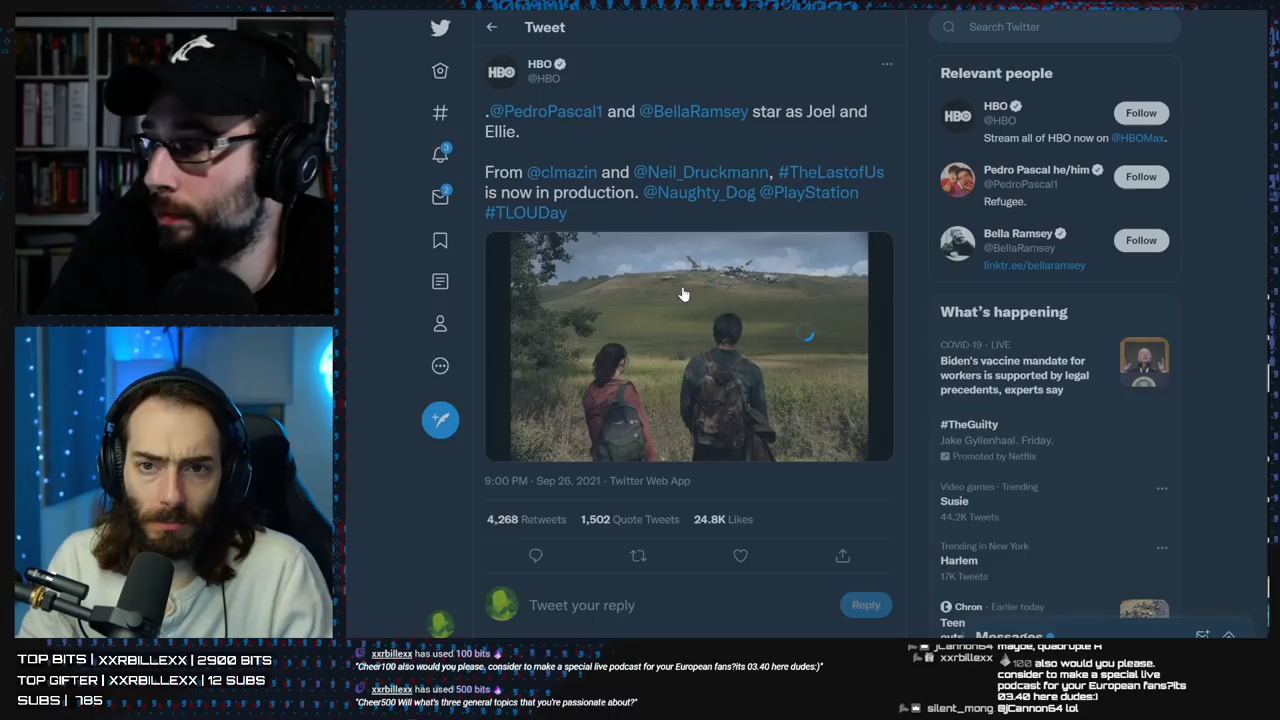 Tweet
Search Twitter
HBO
@HBO
.@PedroPascal1 and @BellaRamsey star as Joel and
Ellie.
From @clmazin and @Neil_Druckmann, #TheLastofUs
is now in production. @Naughty_Dog @PlayStation
#TLOUDay
9:00 PM · Sep 26, 2021 · Twitter Web App
4,268 Retweets 1,502 Quote Tweets 24.8K Likes
Tweet your reply
Reply
Relevant people
HBO
@HBO
Follow
Stream all of HBO now on @HBOMax.
Pedro Pascal he/him
@PedroPascal1
Follow
Refugee.
Bella Ramsey
@BellaRamsey
Follow
linktr.ee/bellaramsey
What's happening
COVID-19 · LIVE
Biden's vaccine mandate for
workers is supported by legal
precedents, experts say
#TheGuilty
Jake Gyllenhaal. Friday.
Promoted by Netflix
Video games · Trending
Susie
44.2K Tweets
Trending in New York
Harlem
17K Tweets
Chron · Earlier today
Teen
Messages
TOP BITS | XXRBILLEXX | 2900 BITS
TOP GIFTER | XXRBILLEXX | 12 SUBS
SUBS | 785
xxrbillexx has used 100 bits
"Cheer100 also would you please, consider to make a special live podcast for your European fans?its 03.40 here dudes:)"
xxrbillexx has used 500 bits
"Cheer500 Will what's three general topics that you're passionate about?"
jCannon64 maybe, quadruple A
xxrbillexx
100 also would you please,
consider to make a special live
podcast for your European fans?its
03.40 here dudes:)
silent_mong @jCannon64 lol